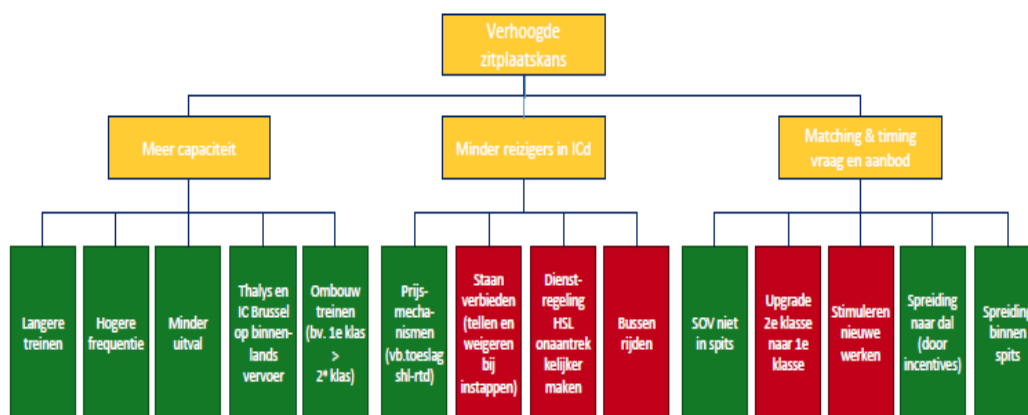 Verhoogde
zitplaatskans
Meer capaciteit
Minder reizigers in ICd
Matching & timing
vraag en aanbod
Langere
treinen
Hogere
frequentie
Minder
uitval
Thalys en
IC Brussel
op binnen-
lands
vervoer
Ombouw
treinen
(bv. 1e klas
>
2e klas)
Prijs-
mecha-
nismen
(vb.toeslag
shl-rtd)
Staan
verbieden
(tellen en
weigeren
bij
instappen)
Dienst-
regeling
HSL
onaantrek
kelijker
maken
Bussen
rijden
SOV niet
in spits
Upgrade
2e klasse
naar 1e
klasse
Stimuleren
nieuwe
werken
Spreiding
naar dal
(door
incentives)
Spreiding
binnen
spits